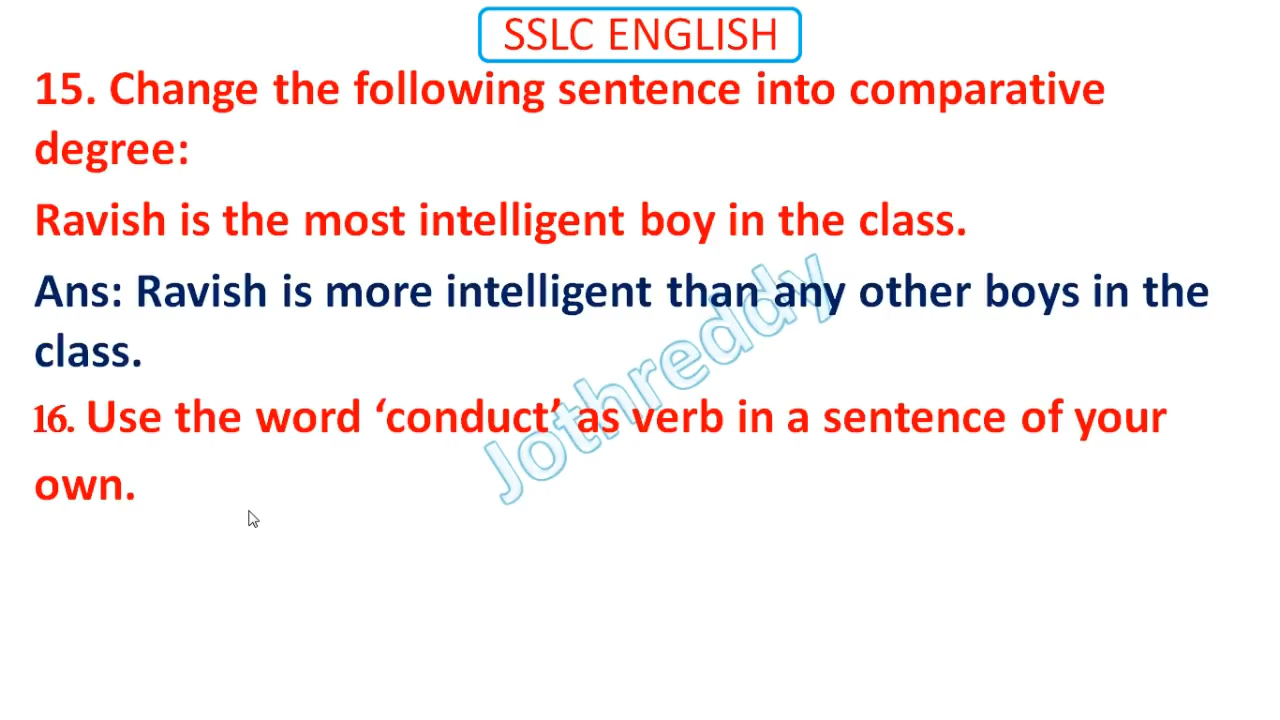 SSLC ENGLISH
15. Change the following sentence into comparative
degree:
Ravish is the most intelligent boy in the class.
Ans: Ravish is more intelligent than any other boys in the
class.
16. Use the word ‘conduct’ as verb in a sentence of your
own.
Jothreddy